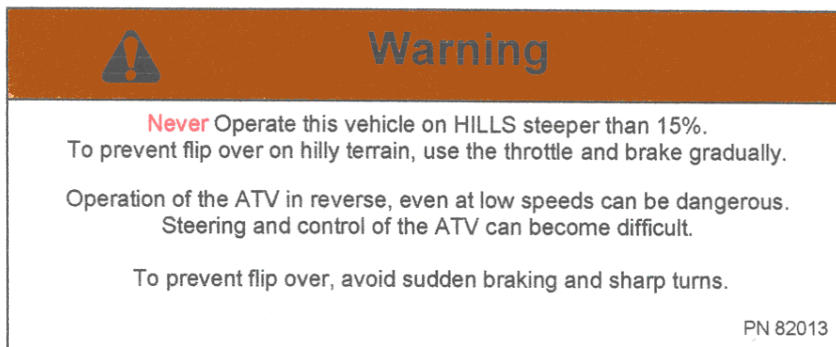 Warning
Never Operate this vehicle on HILLS steeper than 15%.
To prevent flip over on hilly terrain, use the throttle and brake gradually.
Operation of the ATV in reverse, even at low speeds can be dangerous.
Steering and control of the ATV can become difficult.
To prevent flip over, avoid sudden braking and sharp turns.
PN 82013